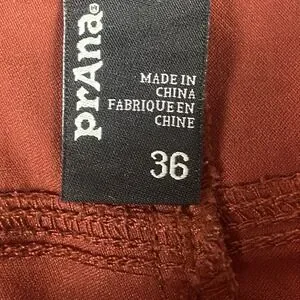 prAna
MADE IN
CHINA
FABRIQUE EN
CHINE
36